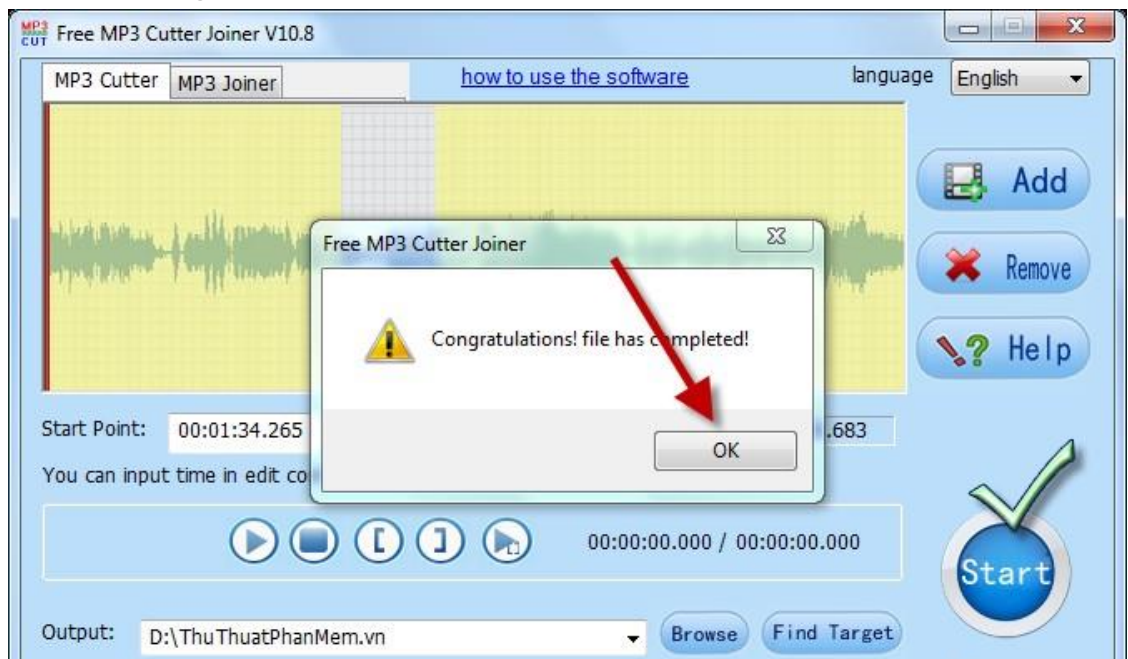 MP3 CUT Free MP3 Cutter Joiner V10.8
MP3 Cutter MP3 Joiner how to use the software language English
Add
Free MP3 Cutter Joiner
Remove
Congratulations! file has completed!
Help
Start Point: 00:01:34.265 .683
OK
You can input time in edit
00:00:00.000 / 00:00:00.000
Start
Output: D:\ThuThuatPhanMem.vn Browse Find Target